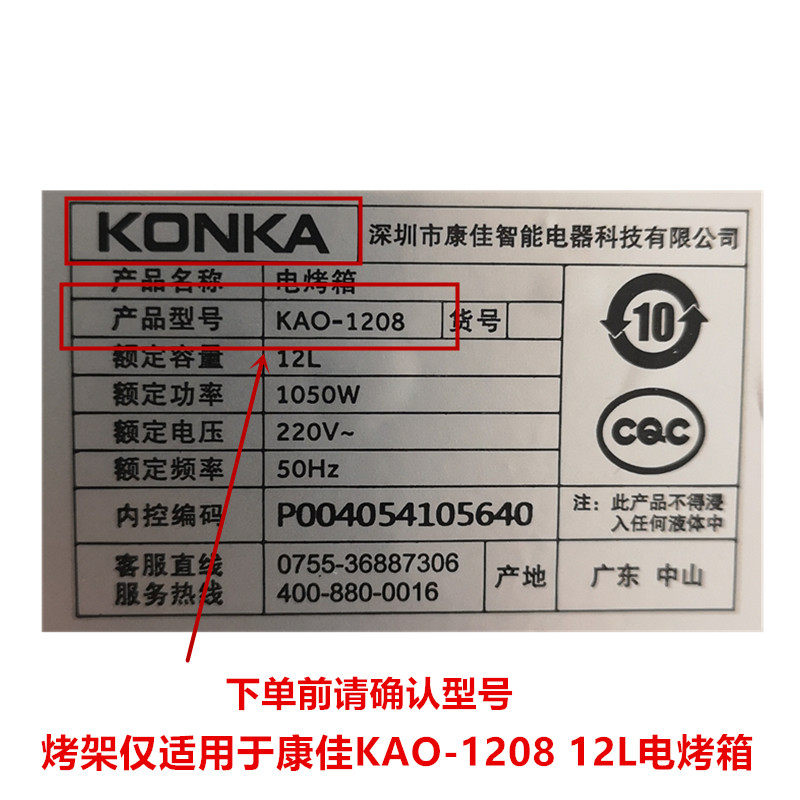 KONKA 深圳市康佳智能电器科技有限公司
产品名称 电烤箱
产品型号 KAO-1208 货号
额定容量 12L
额定功率 1050W
额定电压 220V~
额定频率 50Hz
10
CQC
内控编码 P004054105640
注：此产品不得浸
入任何液体中
客服直线 0755-36887306
服务热线 400-880-0016
产地 广东 中山
下单前请确认型号
烤架仅适用于康佳KAO-1208 12L电烤箱